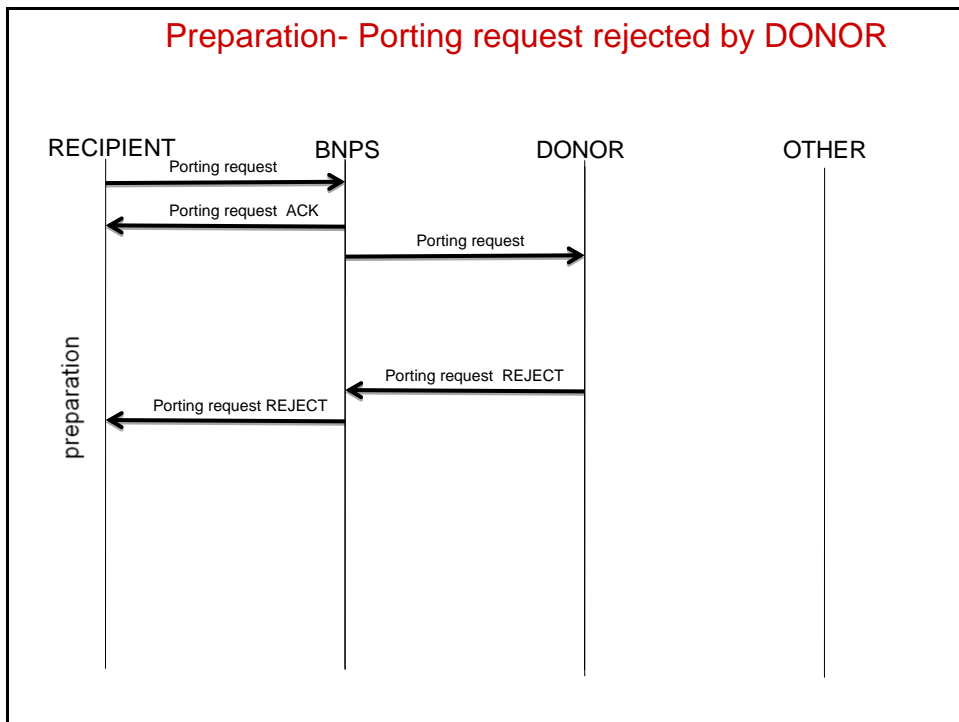 Preparation- Porting request rejected by DONOR
RECIPIENT BNPS DONOR OTHER
Porting request
Porting request ACK
Porting request
preparation
Porting request REJECT
Porting request REJECT